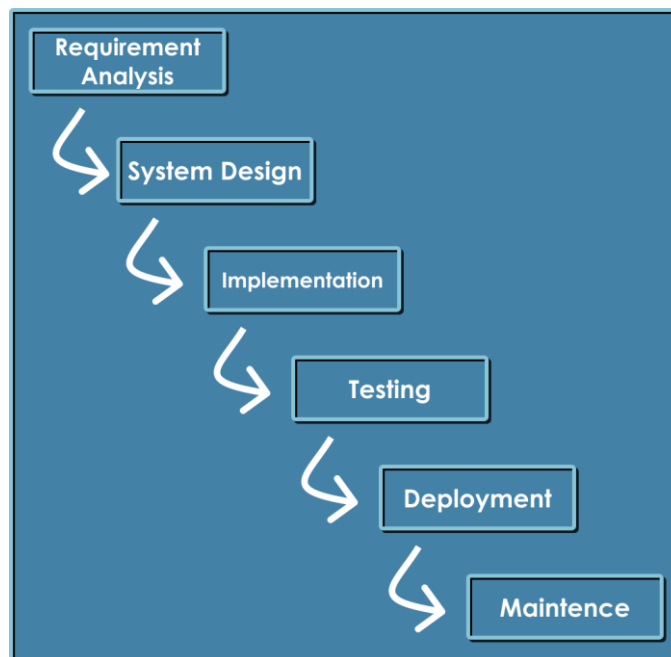 Requirement
Analysis
System Design
Implementation
Testing
Deployment
Maintence